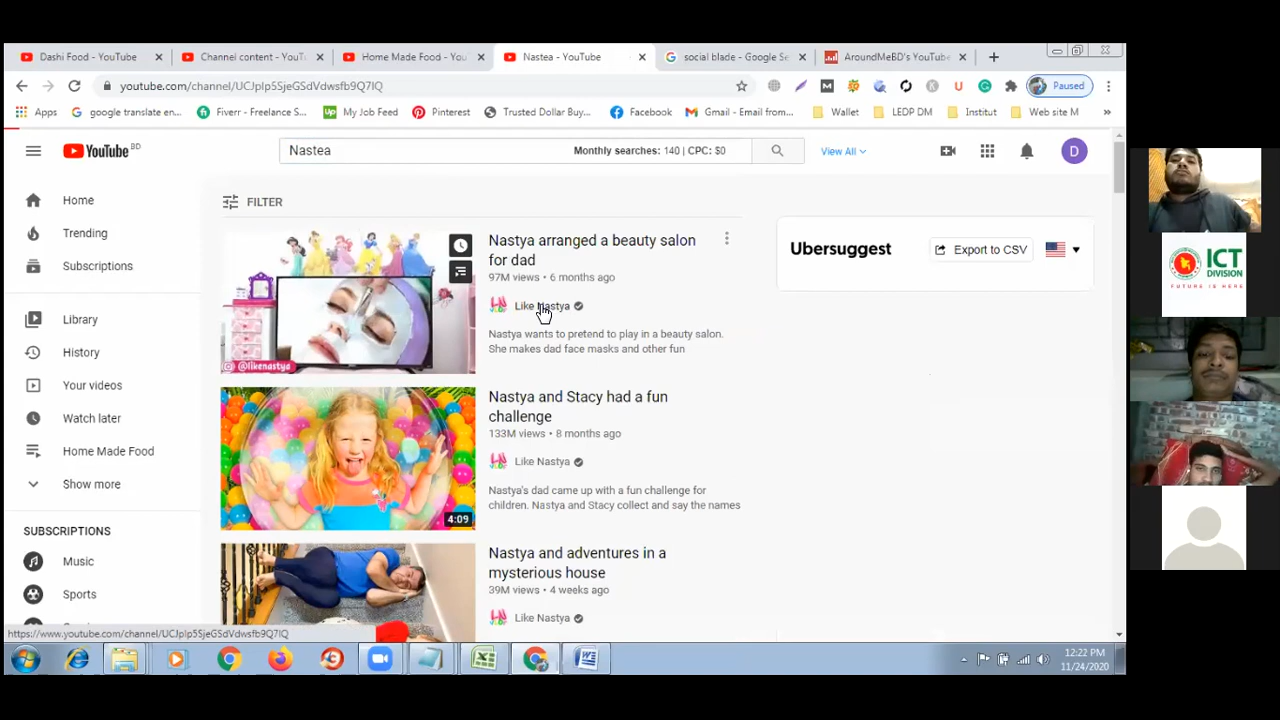 Dashi Food - YouTube
Channel content - YouT
Home Made Food - You
Nastea - YouTube
social blade - Google Se
AroundMeBD's YouTube
youtube.com/channel/UCJplp5SjeGSdVdwsfb9Q7lQ
Paused
Apps
google translate en...
Fiverr - Freelance S...
My Job Feed
Pinterest
Trusted Dollar Buy...
Facebook
Gmail - Email from...
Wallet
LEDP DM
Institut
Web site M
YouTube BD
Nastea
Monthly searches: 140 | CPC: $0
View All
D
Home
Trending
Subscriptions
Library
History
Your videos
Watch later
Home Made Food
Show more
SUBSCRIPTIONS
Music
Sports
FILTER
@likenastya
Nastya arranged a beauty salon
for dad
97M views • 6 months ago
Like Nastya
Nastya wants to pretend to play in a beauty salon.
She makes dad face masks and other fun
4:09
Nastya and Stacy had a fun
challenge
133M views • 8 months ago
Like Nastya
Nastya's dad came up with a fun challenge for
children. Nastya and Stacy collect and say the names
Nastya and adventures in a
mysterious house
39M views • 4 weeks ago
Like Nastya
Ubersuggest
Export to CSV
https://www.youtube.com/channel/UCJplp5SjeGSdVdwsfb9Q7lQ
12:22 PM
11/24/2020
ICT
DIVISION
FUTURE IS HERE